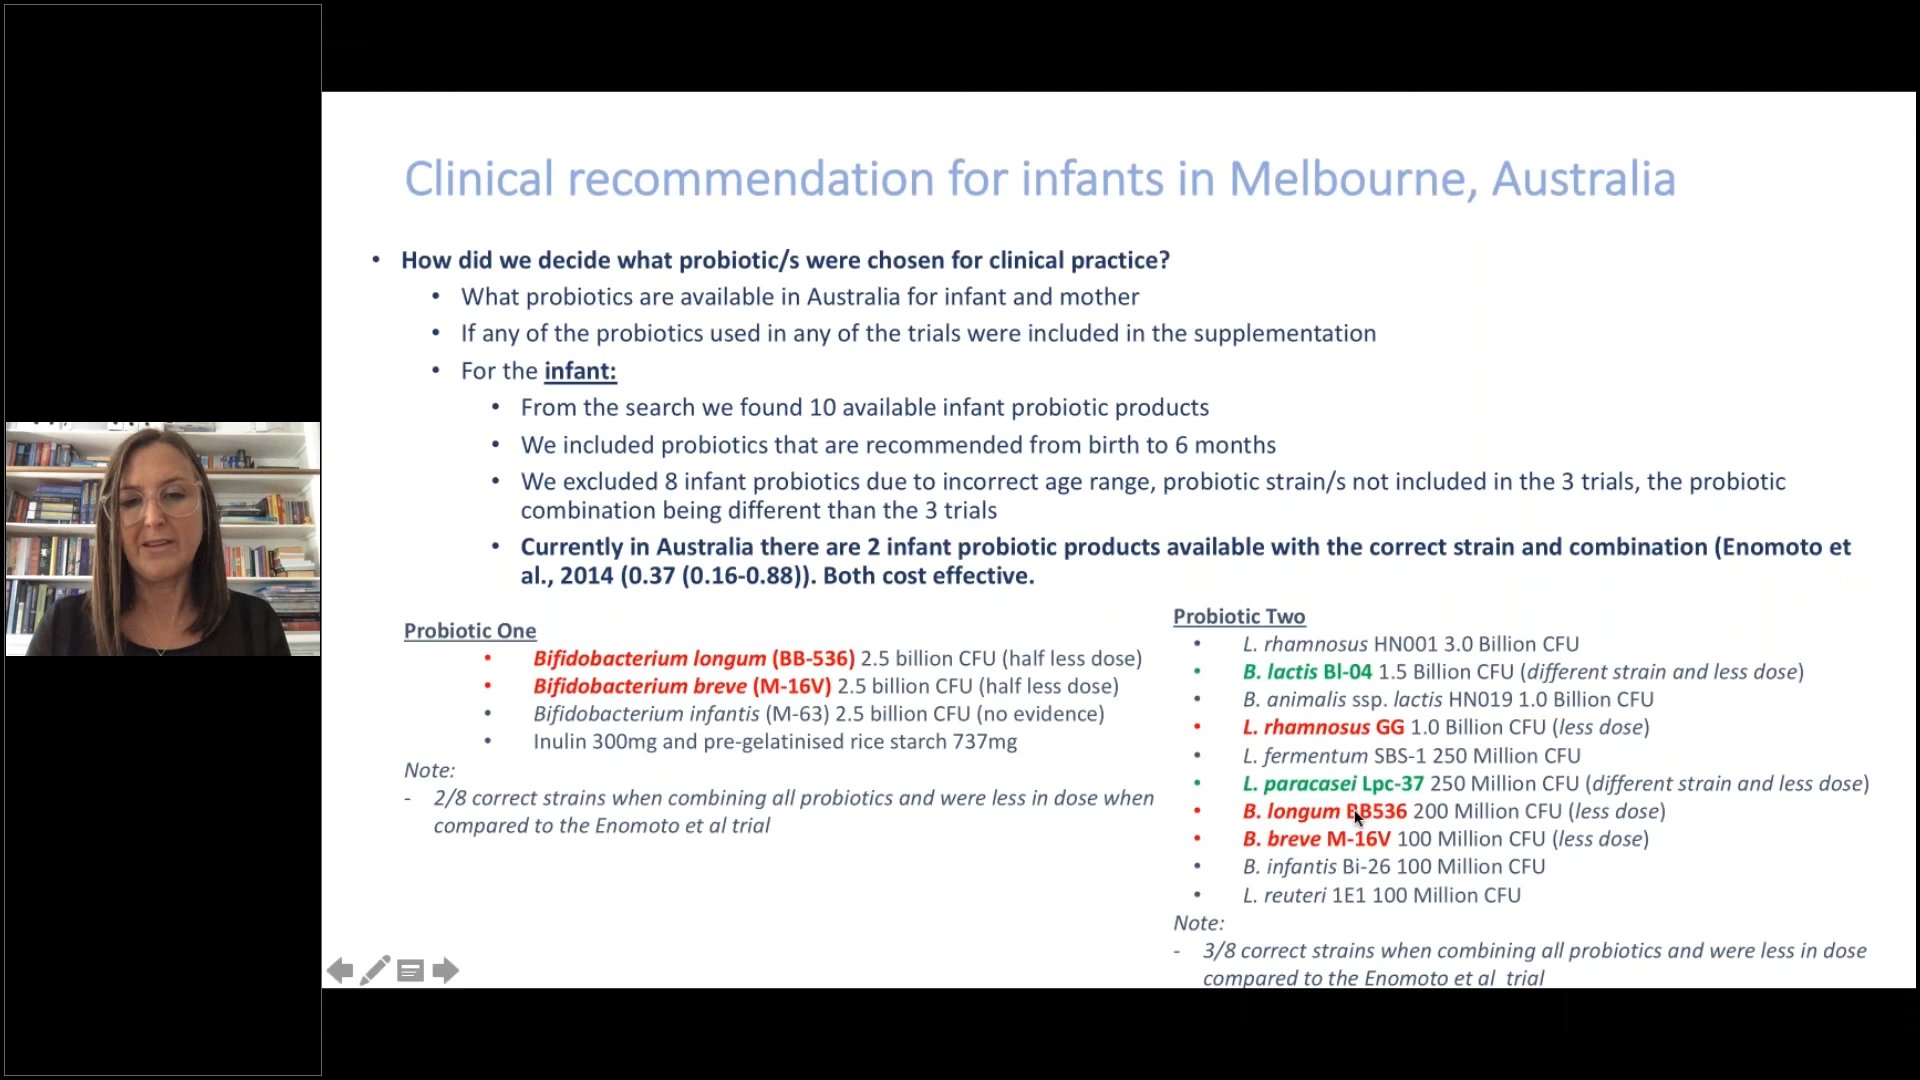 Clinical recommendation for infants in Melbourne, Australia
• How did we decide what probiotic/s were chosen for clinical practice?
• What probiotics are available in Australia for infant and mother
• If any of the probiotics used in any of the trials were included in the supplementation
• For the infant:
• From the search we found 10 available infant probiotic products
• We included probiotics that are recommended from birth to 6 months
• We excluded 8 infant probiotics due to incorrect age range, probiotic strain/s not included in the 3 trials, the probiotic
combination being different than the 3 trials
• Currently in Australia there are 2 infant probiotic products available with the correct strain and combination (Enomoto et
al., 2014 (0.37 (0.16-0.88)). Both cost effective.
Probiotic One
• Bifidobacterium longum (BB-536) 2.5 billion CFU (half less dose)
• Bifidobacterium breve (M-16V) 2.5 billion CFU (half less dose)
• Bifidobacterium infantis (M-63) 2.5 billion CFU (no evidence)
• Inulin 300mg and pre-gelatinised rice starch 737mg
Note:
- 2/8 correct strains when combining all probiotics and were less in dose when
compared to the Enomoto et al trial
Probiotic Two
• L. rhamnosus HN001 3.0 Billion CFU
• B. lactis Bl-04 1.5 Billion CFU (different strain and less dose)
• B. animalis ssp. lactis HN019 1.0 Billion CFU
• L. rhamnosus GG 1.0 Billion CFU (less dose)
• L. fermentum SBS-1 250 Million CFU
• L. paracasei Lpc-37 250 Million CFU (different strain and less dose)
• B. longum BB536 200 Million CFU (less dose)
• B. breve M-16V 100 Million CFU (less dose)
• B. infantis Bi-26 100 Million CFU
• L. reuteri 1E1 100 Million CFU
Note:
- 3/8 correct strains when combining all probiotics and were less in dose
compared to the Enomoto et al trial